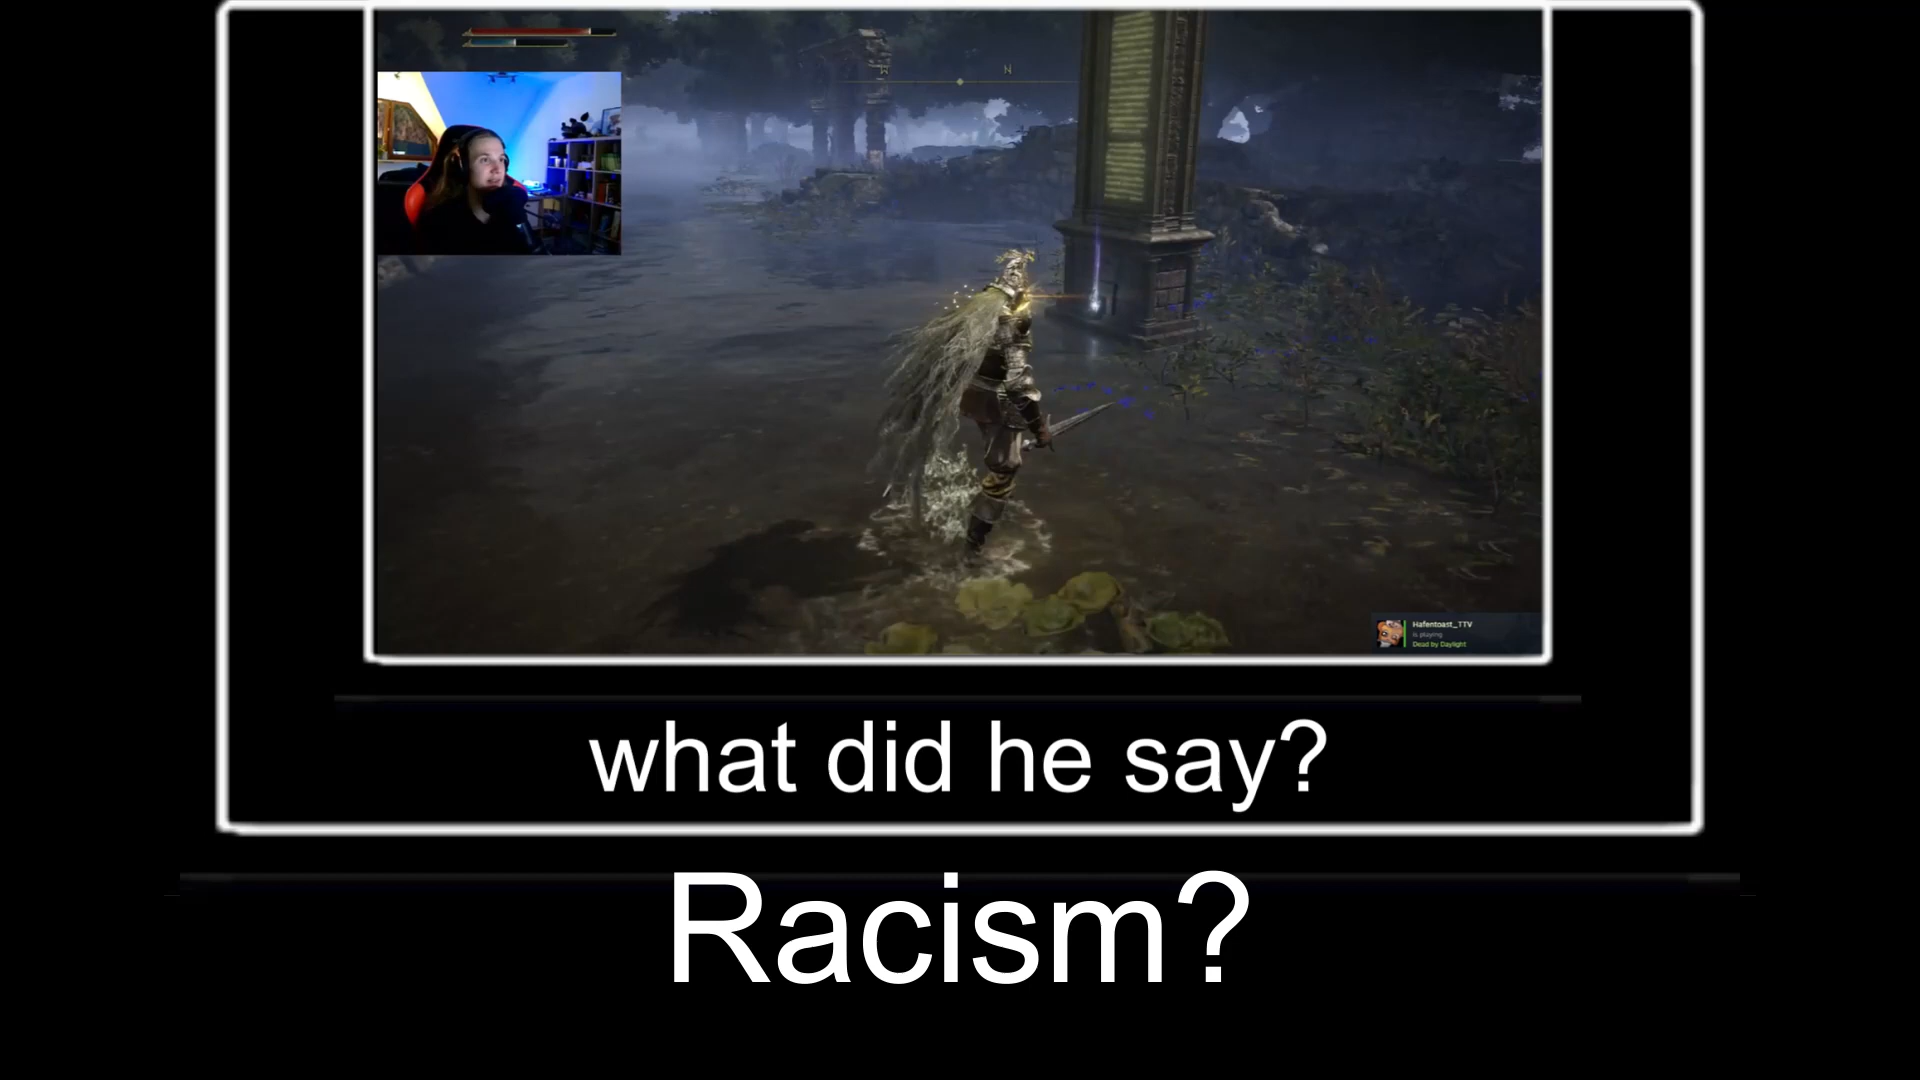 W N
Hafentoast_TTV
is playing
Dead by Daylight
what did he say?
Racism?